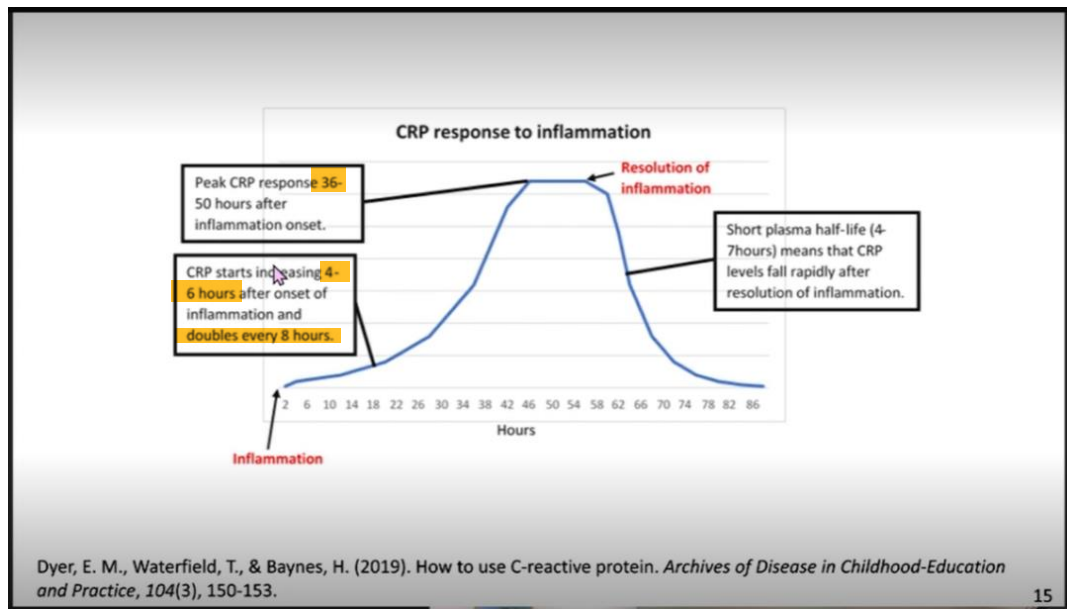 CRP response to inflammation
Resolution of
inflammation
Peak CRP response 36-
50 hours after
inflammation onset.
Short plasma half-life (4-
7hours) means that CRP
levels fall rapidly after
resolution of inflammation.
CRP starts increasing 4-
6 hours after onset of
inflammation and
doubles every 8 hours.
2 6 10 14 18 22 26 30 34 38 42 46 50 54 58 62 66 70 74 78 82 86
Hours
Inflammation
Dyer, E. M., Waterfield, T., & Baynes, H. (2019). How to use C-reactive protein. Archives of Disease in Childhood-Education
and Practice, 104(3), 150-153.
15